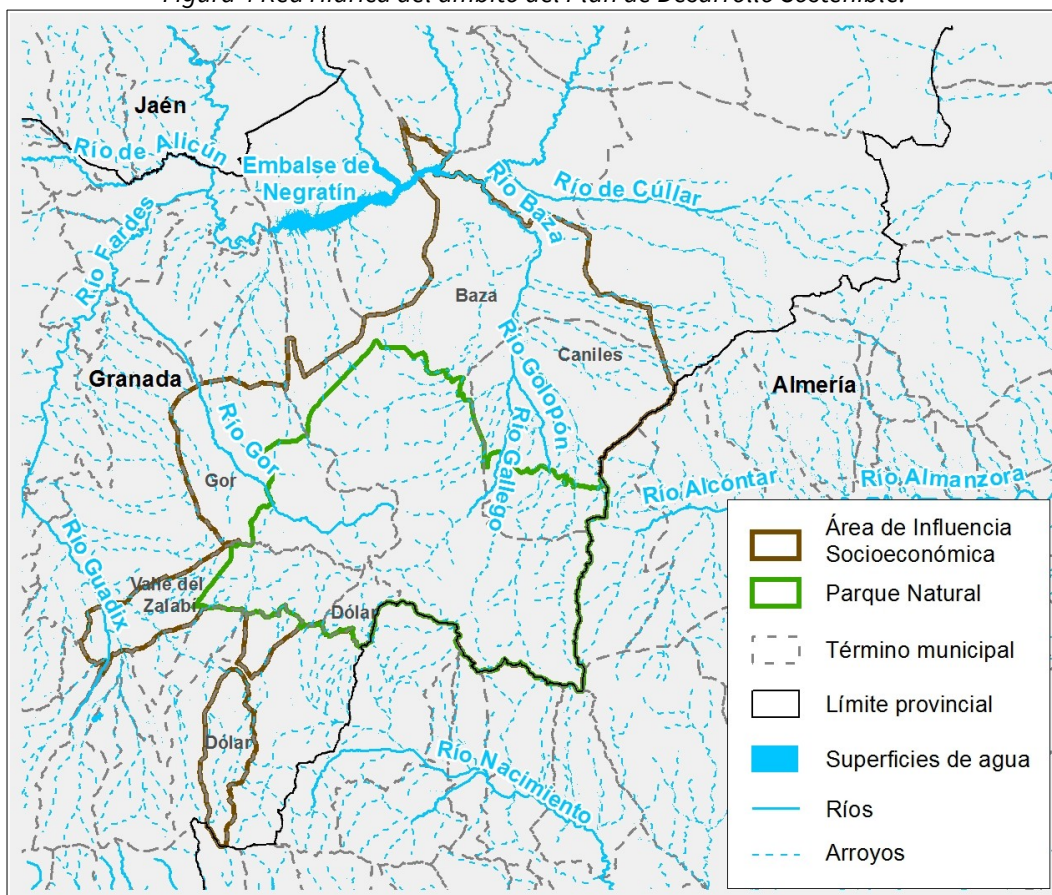 Figura 4 Red Hídrica del ámbito del Plan de Desarrollo Sostenible.
Jaén
Río de Alicún
Embalse de
Negratín
Río Baza
Río de Cúllar
Río Fardes
Baza
Río Golopón
Caniles
Granada
Almería
Río Gor
Gor
Río Gallego
Río Alcóntar
Río Almanzora
Río Guadix
Valle del
Zalabí
Dólar
Dólar
Río Nacimiento
Área de Influencia
Socioeconómica
Parque Natural
Término municipal
Límite provincial
Superficies de agua
Ríos
Arroyos